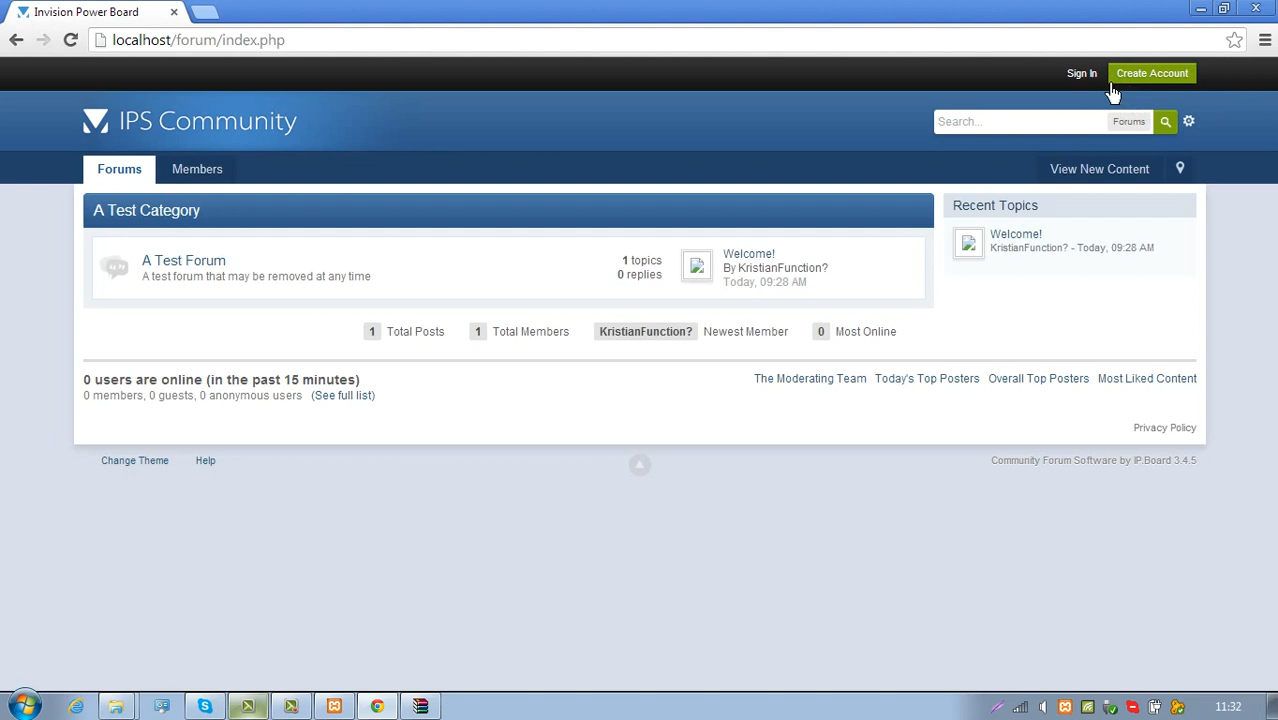 Invision Power Board
localhost/forum/index.php
Sign In Create Account
IPS Community
Search... Forums
Forums Members View New Content
A Test Category
Recent Topics
A Test Forum
A test forum that may be removed at any time
1 topics
0 replies
Welcome!
By KristianFunction?
Today, 09:28 AM
Welcome!
KristianFunction? - Today, 09:28 AM
1 Total Posts 1 Total Members KristianFunction? Newest Member 0 Most Online
0 users are online (in the past 15 minutes)
0 members, 0 guests, 0 anonymous users (See full list)
The Moderating Team Today's Top Posters Overall Top Posters Most Liked Content
Privacy Policy
Change Theme Help
Community Forum Software by IP.Board 3.4.5
11:32